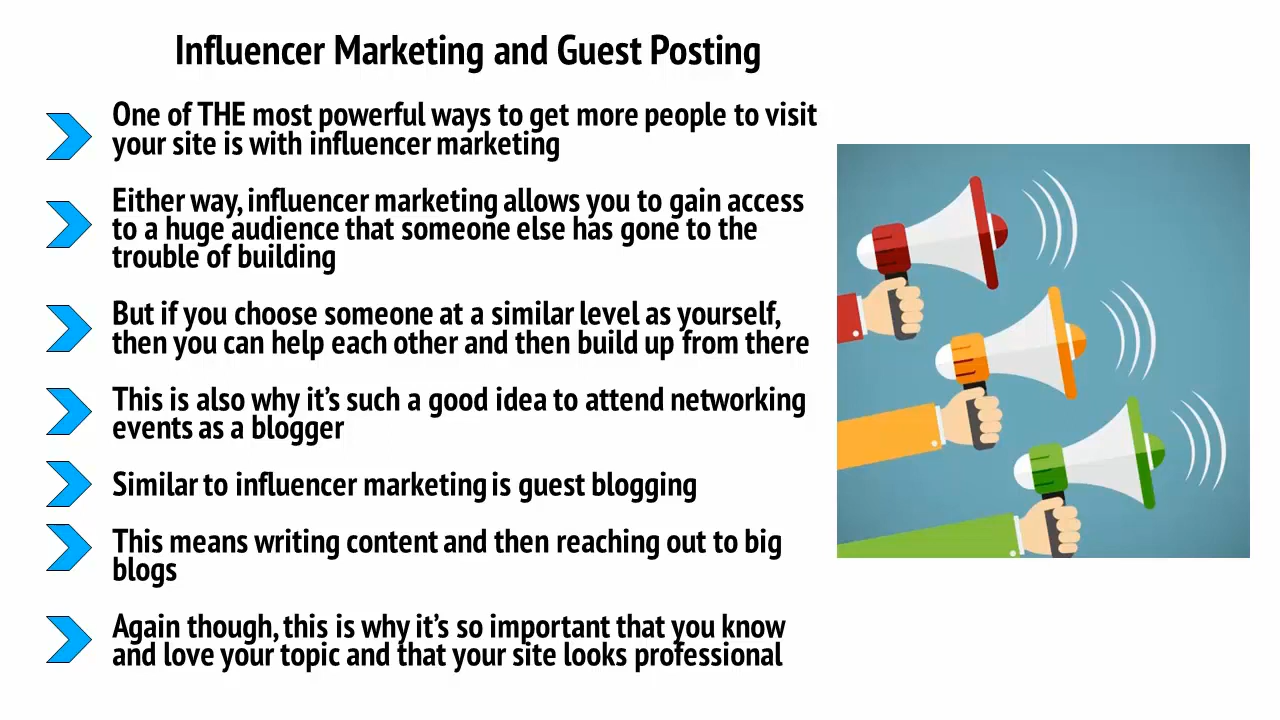 Influencer Marketing and Guest Posting
One of THE most powerful ways to get more people to visit
your site is with influencer marketing
Either way, influencer marketing allows you to gain access
to a huge audience that someone else has gone to the
trouble of building
But if you choose someone at a similar level as yourself,
then you can help each other and then build up from there
This is also why it’s such a good idea to attend networking
events as a blogger
Similar to influencer marketing is guest blogging
This means writing content and then reaching out to big
blogs
Again though, this is why it’s so important that you know
and love your topic and that your site looks professional